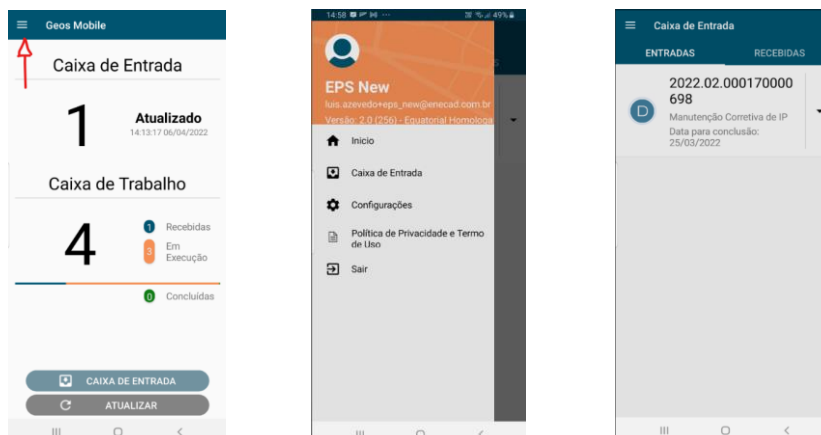 Geos Mobile
Caixa de Entrada
1
Atualizado
14:13:17 06/04/2022
Caixa de Trabalho
4
1 Recebidas
3 Em
Execução
0 Concluídas
CAIXA DE ENTRADA
ATUALIZAR
14:58
49%
EPS New
luis.azevedo+eps_new@enecad.com.br
Versão: 2.0 (256) - Equatorial Homologa
Inicio
Caixa de Entrada
Configurações
Política de Privacidade e Termo
de Uso
Sair
Caixa de Entrada
ENTRADAS RECEBIDAS
2022.02.000170000
698
D
Manutenção Corretiva de IP
Data para conclusão:
25/03/2022